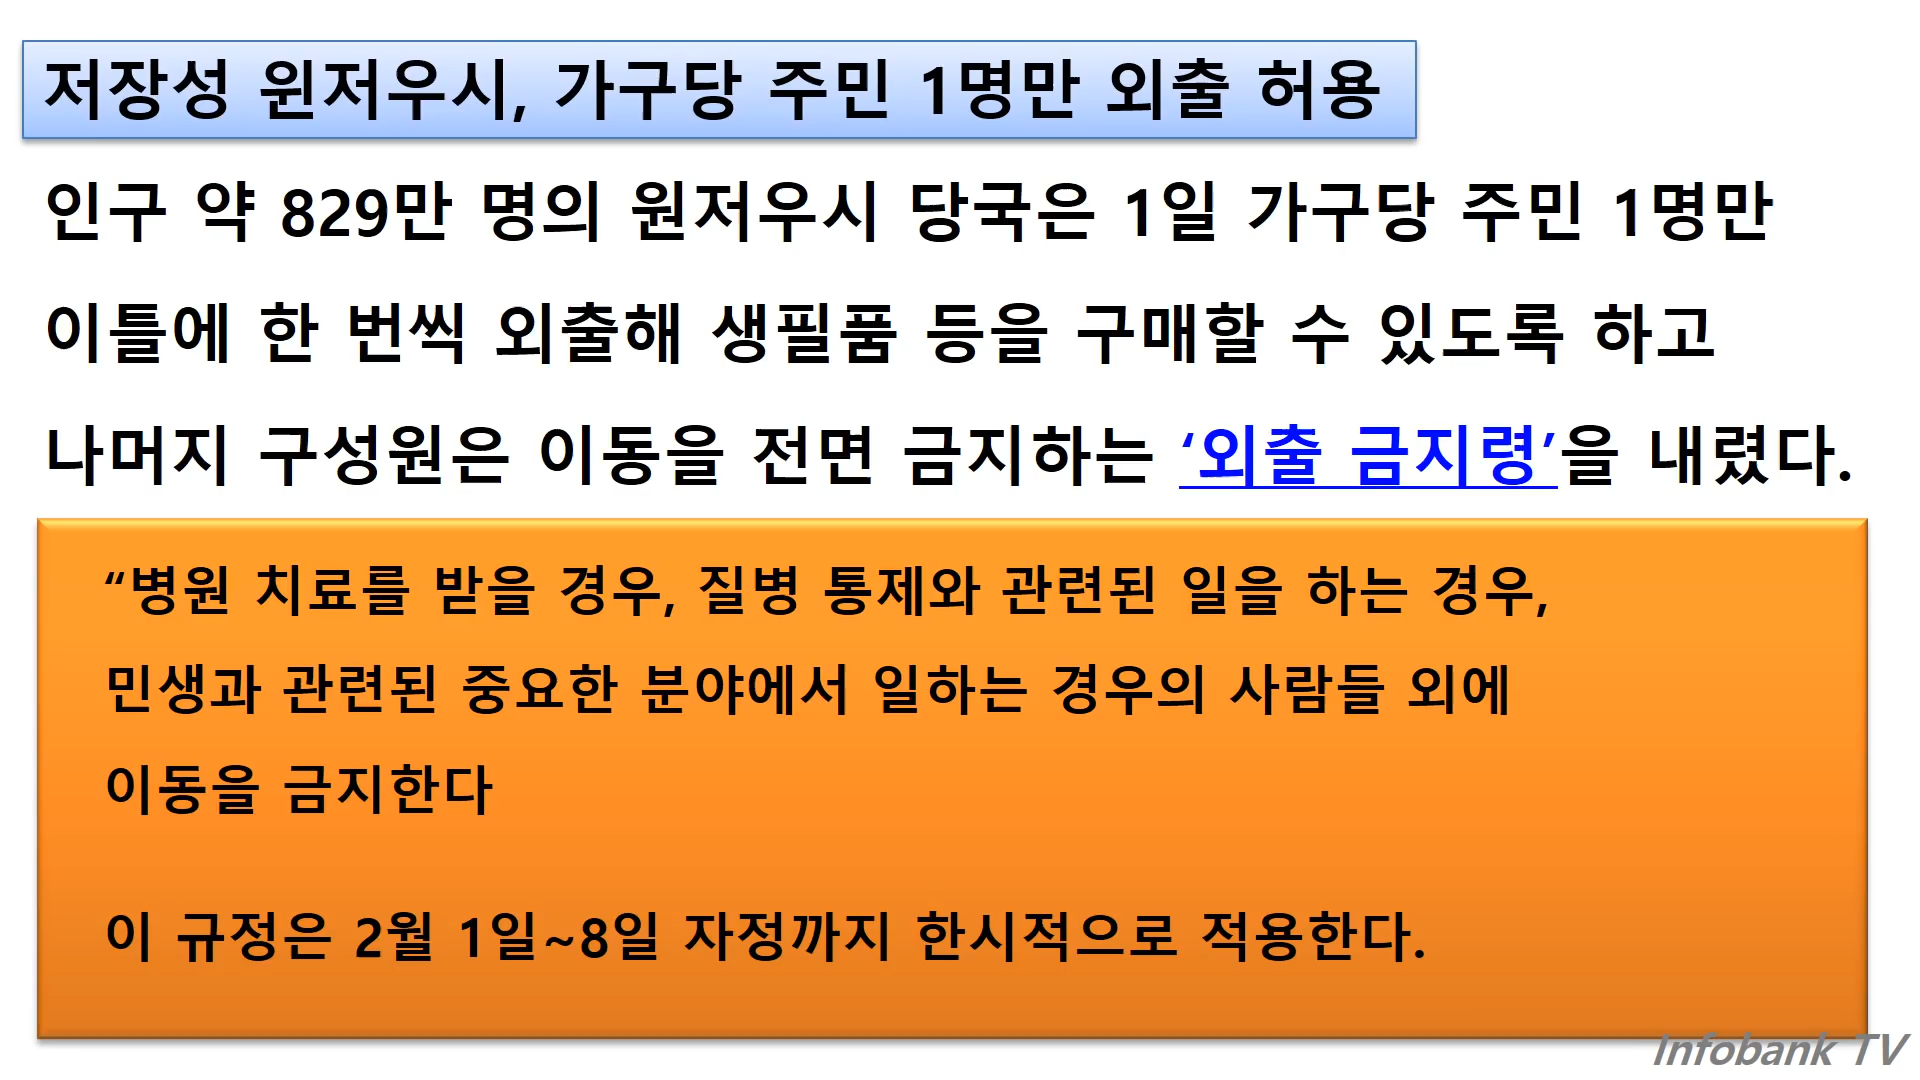 저장성 윈저우시, 가구당 주민 1명만 외출 허용
인구 약 829만 명의 원저우시 당국은 1일 가구당 주민 1명만
이틀에 한 번씩 외출해 생필품 등을 구매할 수 있도록 하고
나머지 구성원은 이동을 전면 금지하는 ‘외출 금지령’을 내렸다.
“병원 치료를 받을 경우, 질병 통제와 관련된 일을 하는 경우,
민생과 관련된 중요한 분야에서 일하는 경우의 사람들 외에
이동을 금지한다
이 규정은 2월 1일~8일 자정까지 한시적으로 적용한다.
Infobank TV